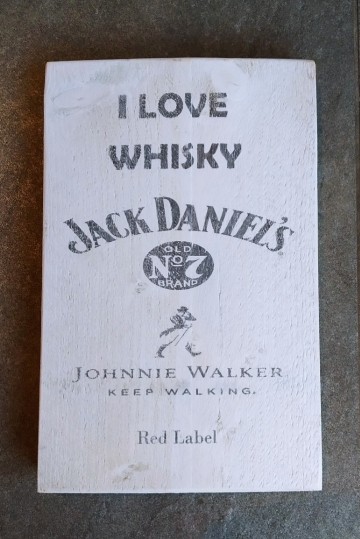 I LOVE
WHISKY
JACK DANIEL'S
OLD
Nº 7
BRAND
JOHNNIE WALKER
KEEP WALKING.
Red Label